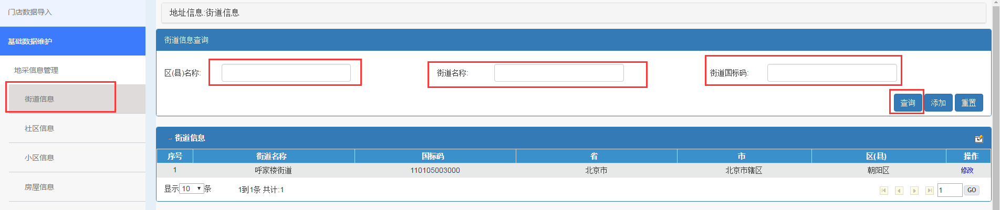 门店数据导入
基础数据维护
地采信息管理
街道信息
社区信息
小区信息
房屋信息
地址信息:街道信息
街道信息查询
区(县)名称: 街道名称: 街道国标码:
查询 添加 重置
街道信息
序号 街道名称 国标码 省 市 区(县) 操作
1 呼家楼街道 110105003000 北京市 北京市辖区 朝阳区 修改
显示 10 条 1到1条 共计:1 1 GO